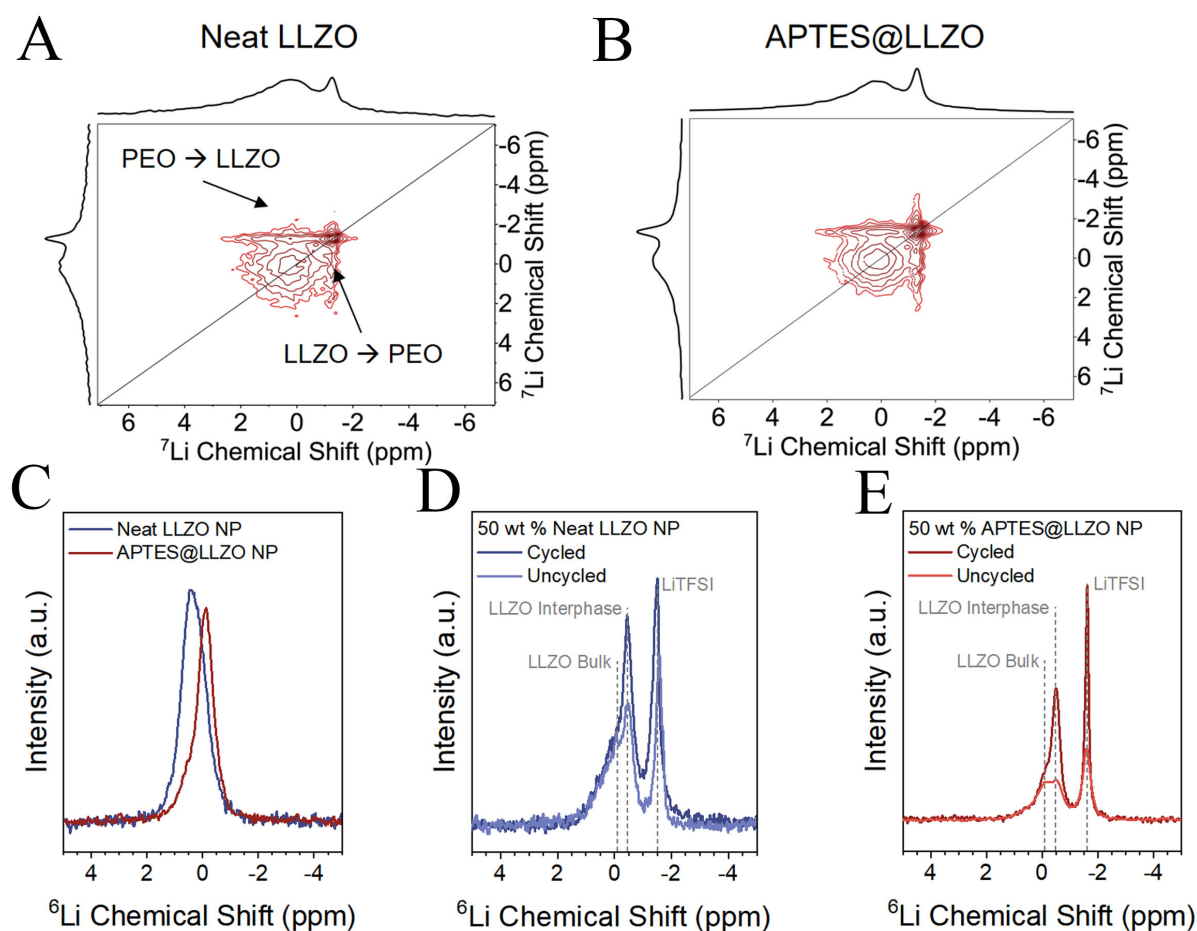 A
Neat LLZO
B
APTES@LLZO
PEO → LLZO
LLZO → PEO
-6
-4
-2
0
2
4
6
⁷Li Chemical Shift (ppm)
6 4 2 0 -2 -4 -6
⁷Li Chemical Shift (ppm)
-6
-4
-2
0
2
4
6
⁷Li Chemical Shift (ppm)
6 4 2 0 -2 -4 -6
⁷Li Chemical Shift (ppm)
C
Neat LLZO NP
APTES@LLZO NP
Intensity (a.u.)
4 2 0 -2 -4
⁶Li Chemical Shift (ppm)
D
50 wt % Neat LLZO NP
Cycled
Uncycled
LiTFSI
LLZO Interphase
LLZO Bulk
Intensity (a.u.)
4 2 0 -2 -4
⁶Li Chemical Shift (ppm)
E
50 wt % APTES@LLZO NP
Cycled
Uncycled
LiTFSI
LLZO Interphase
LLZO Bulk
Intensity (a.u.)
4 2 0 -2 -4
⁶Li Chemical Shift (ppm)